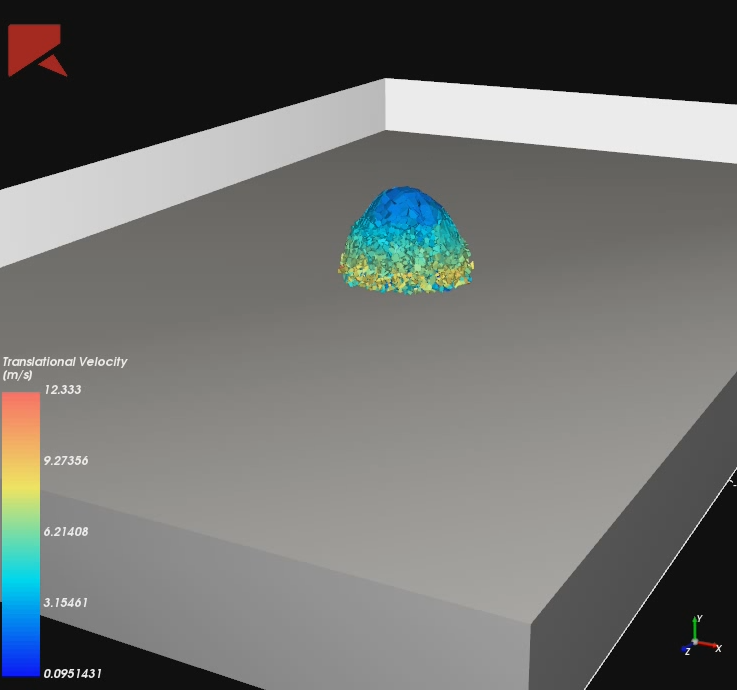 Translational Velocity
(m/s)
12.333
9.27356
6.21408
3.15461
0.0951431
Y
Z
X